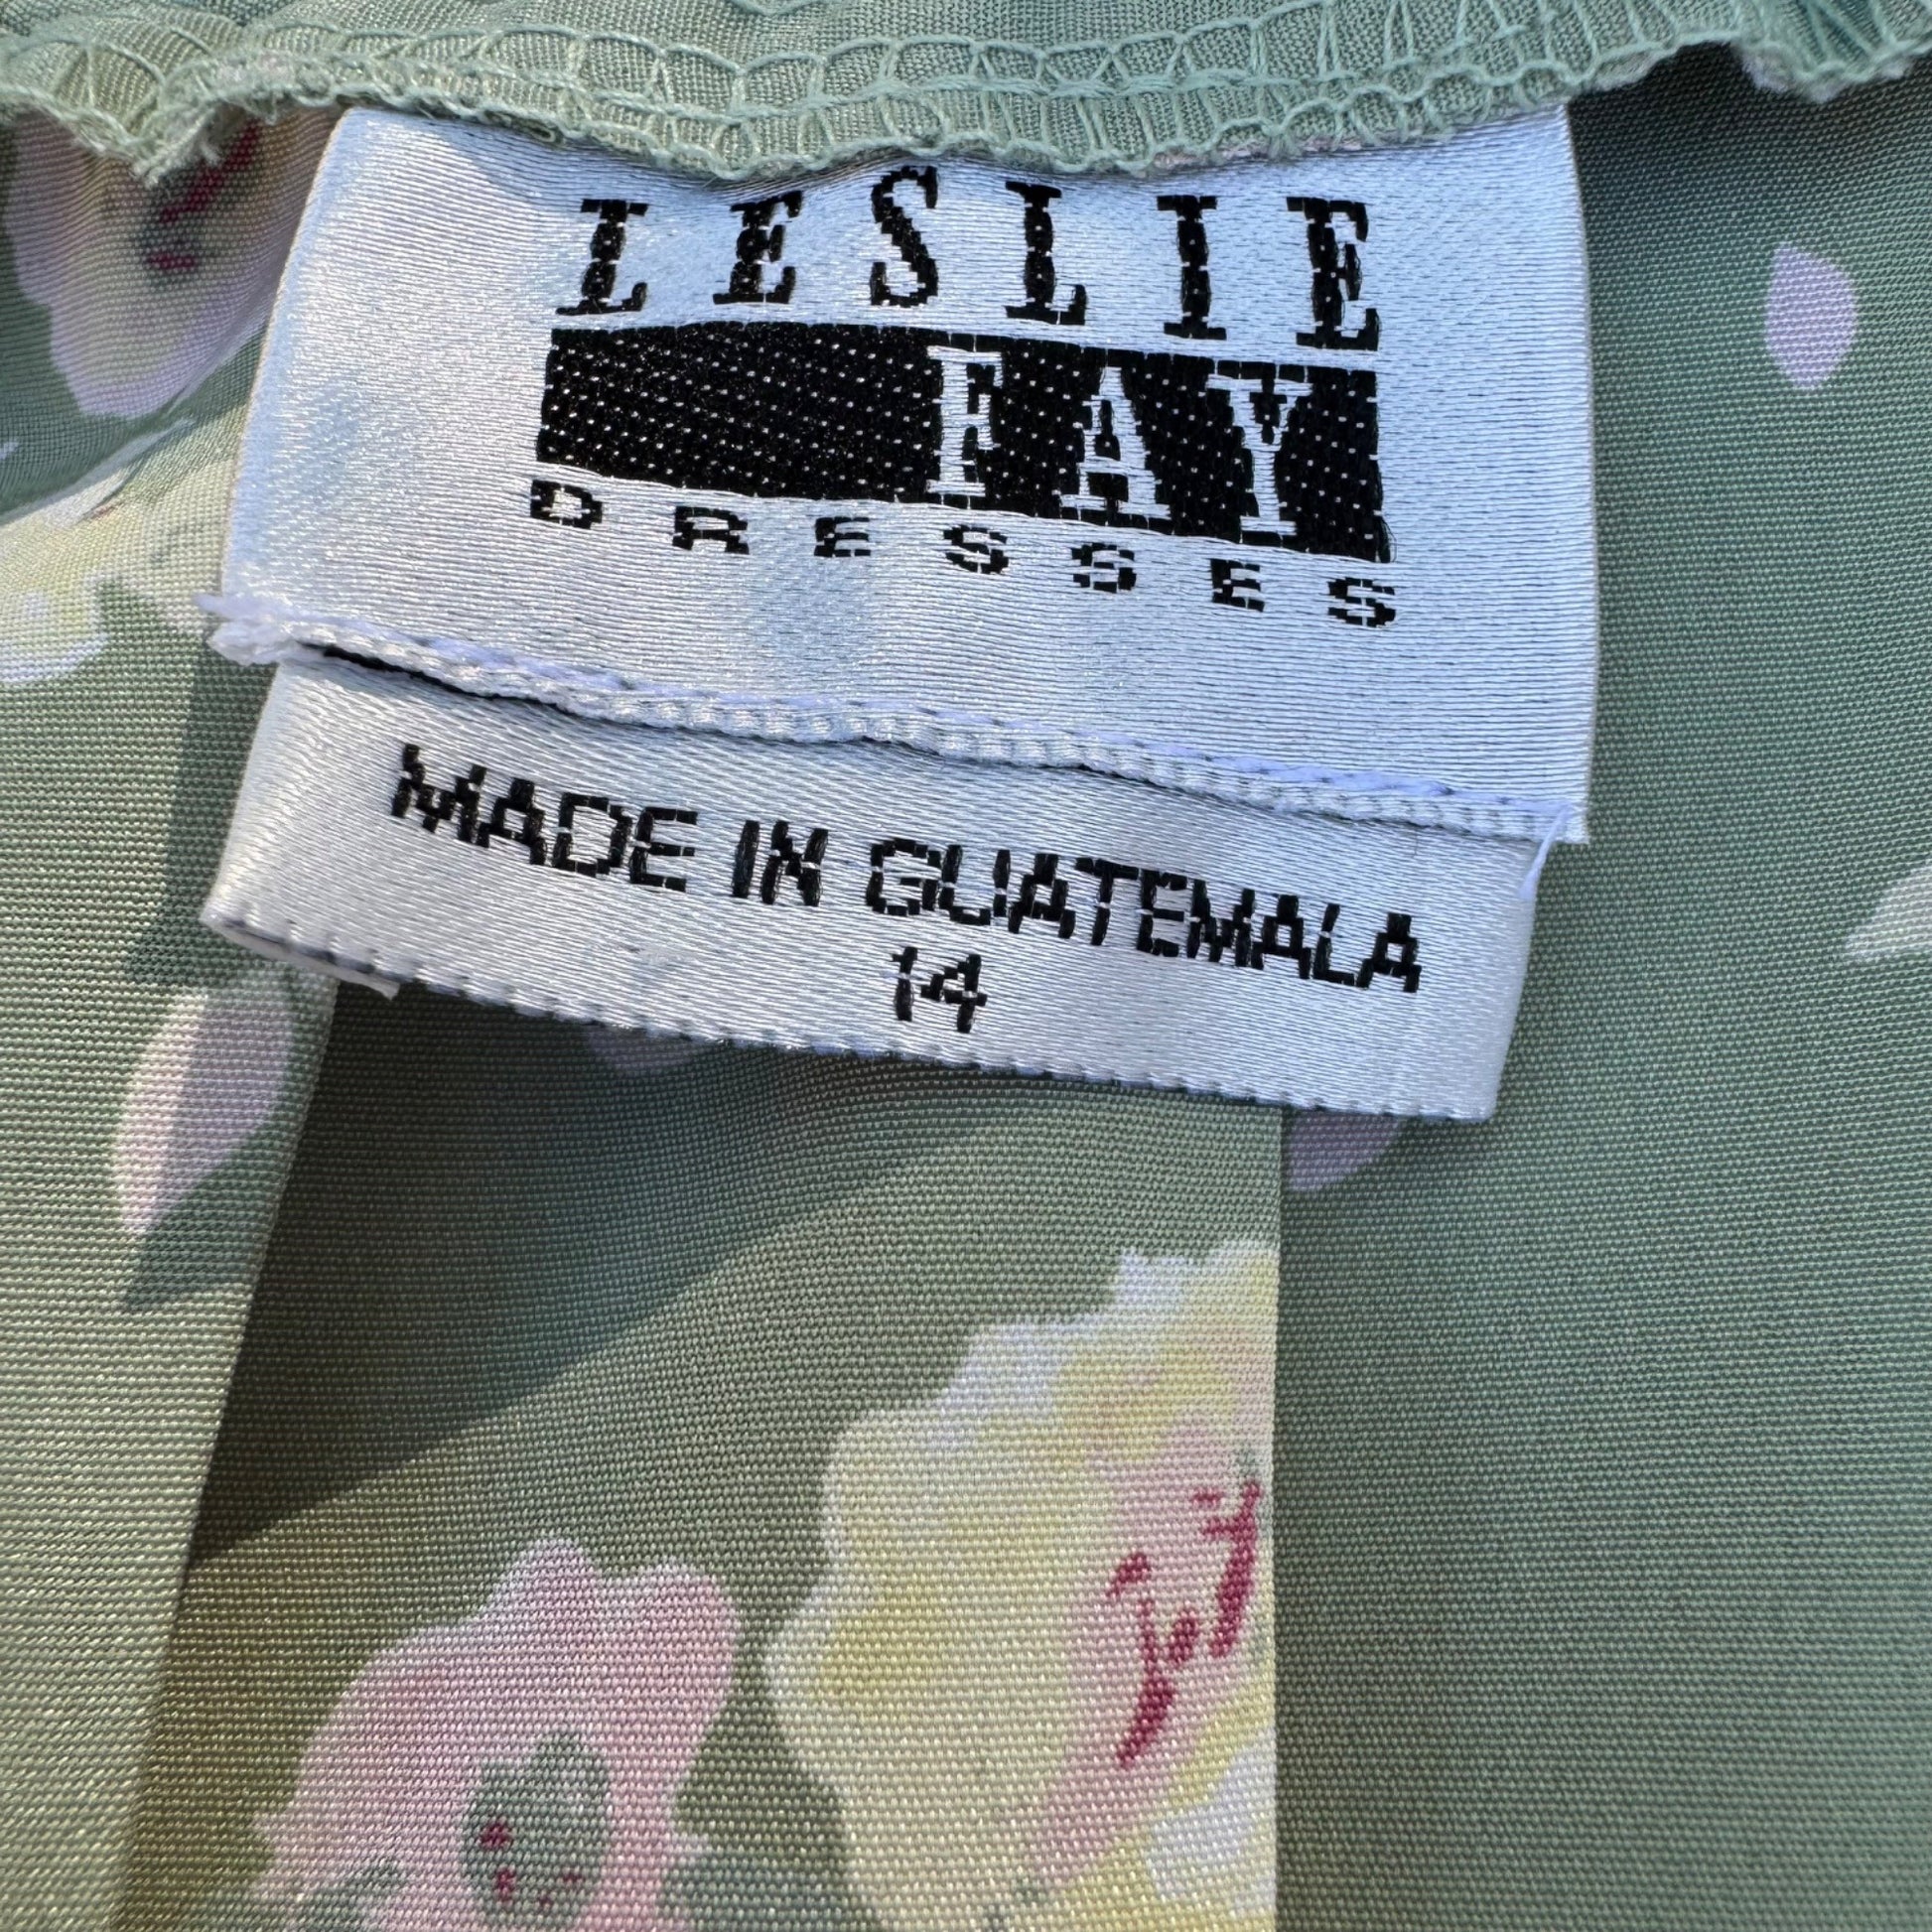 LESLIE
FAY
DRESSES
MADE IN GUATEMALA
14